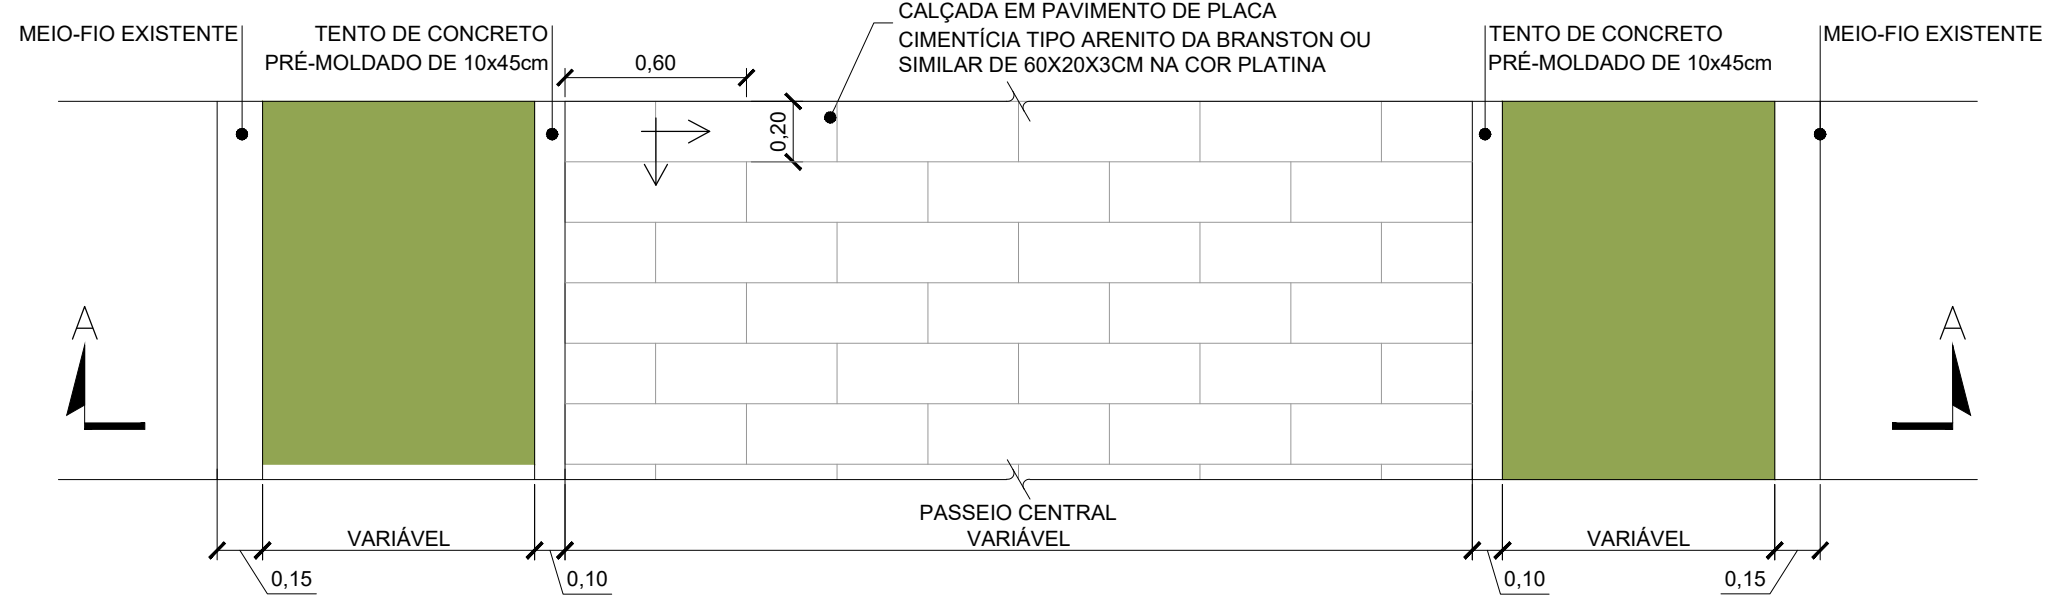 MEIO-FIO EXISTENTE
TENTO DE CONCRETO
PRÉ-MOLDADO DE 10x45cm
0,60
CALÇADA EM PAVIMENTO DE PLACA
CIMENTÍCIA TIPO ARENITO DA BRANSTON OU
SIMILAR DE 60X20X3CM NA COR PLATINA
TENTO DE CONCRETO
PRÉ-MOLDADO DE 10x45cm
MEIO-FIO EXISTENTE
0,20
A
A
PASSEIO CENTRAL
VARIÁVEL
VARIÁVEL
VARIÁVEL
0,15
0,10
0,10
0,15